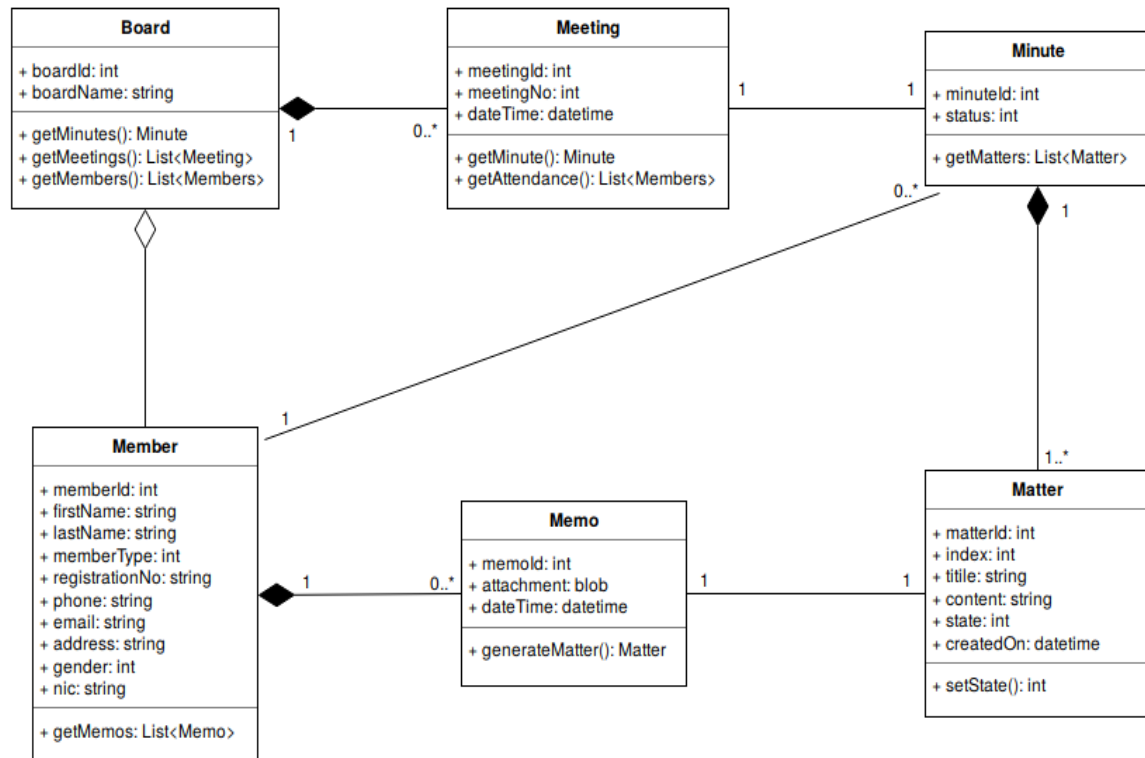 Board
+ boardId: int
+ boardName: string
+ getMinutes(): Minute
+ getMeetings(): List<Meeting>
+ getMembers(): List<Members>
1
0..*
Meeting
+ meetingId: int
+ meetingNo: int
+ dateTime: datetime
+ getMinute(): Minute
+ getAttendance(): List<Members>
1
1
Minute
+ minuteId: int
+ status: int
+ getMatters: List<Matter>
0..*
1
1
1..*
Member
+ memberId: int
+ firstName: string
+ lastName: string
+ memberType: int
+ registrationNo: string
+ phone: string
+ email: string
+ address: string
+ gender: int
+ nic: string
+ getMemos: List<Memo>
1
0..*
Memo
+ memoId: int
+ attachment: blob
+ dateTime: datetime
+ generateMatter(): Matter
1
1
Matter
+ matterId: int
+ index: int
+ titile: string
+ content: string
+ state: int
+ createdOn: datetime
+ setState(): int